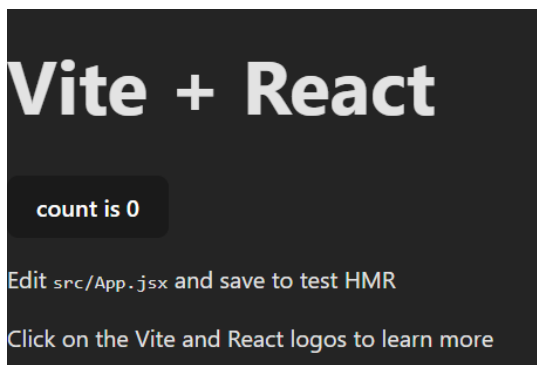 Vite + React
count is 0
Edit src/App.jsx and save to test HMR
Click on the Vite and React logos to learn more